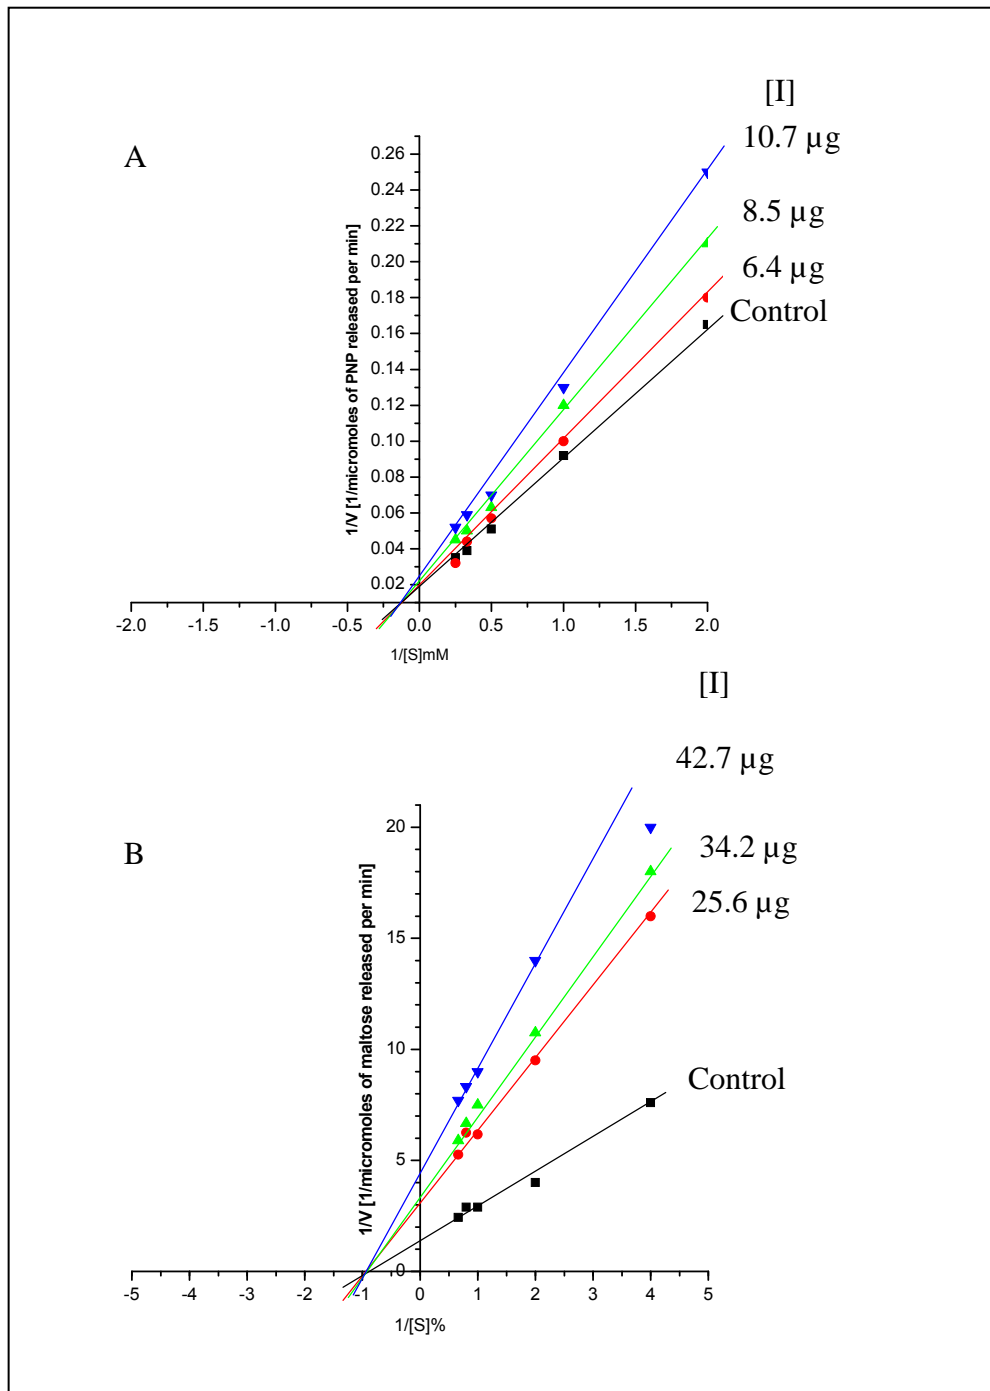 [I]
A
10.7 µg
8.5 µg
6.4 µg
Control
1/V [1/micromoles of PNP released per min]
0.26
0.24
0.22
0.20
0.18
0.16
0.14
0.12
0.10
0.08
0.06
0.04
0.02
-2.0 -1.5 -1.0 -0.5 0.0 0.5 1.0 1.5 2.0
1/[S]mM
[I]
B
42.7 µg
34.2 µg
25.6 µg
Control
1/V [1/micromoles of maltose released per min]
20
15
10
5
0
-5 -4 -3 -2 -1 0 1 2 3 4 5
1/[S]%